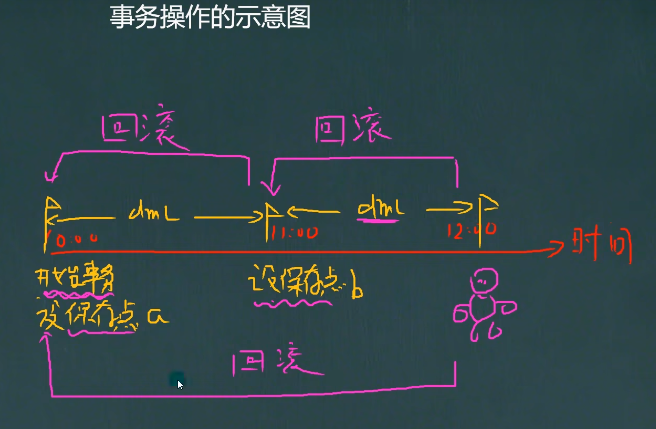 事务操作的示意图
回滚 回滚
dmL dmL
10:00 11:00 12:00 时间
开始事务 设保存点 b
设保存点 a
回滚